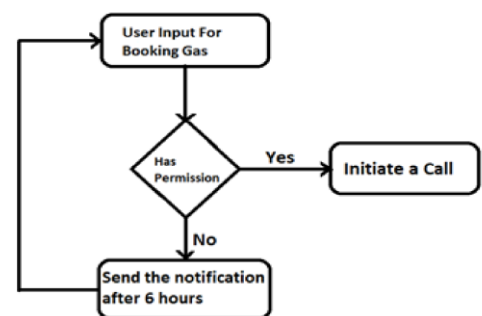 User Input For
Booking Gas
Has
Permission
Yes
Initiate a Call
No
Send the notification
after 6 hours